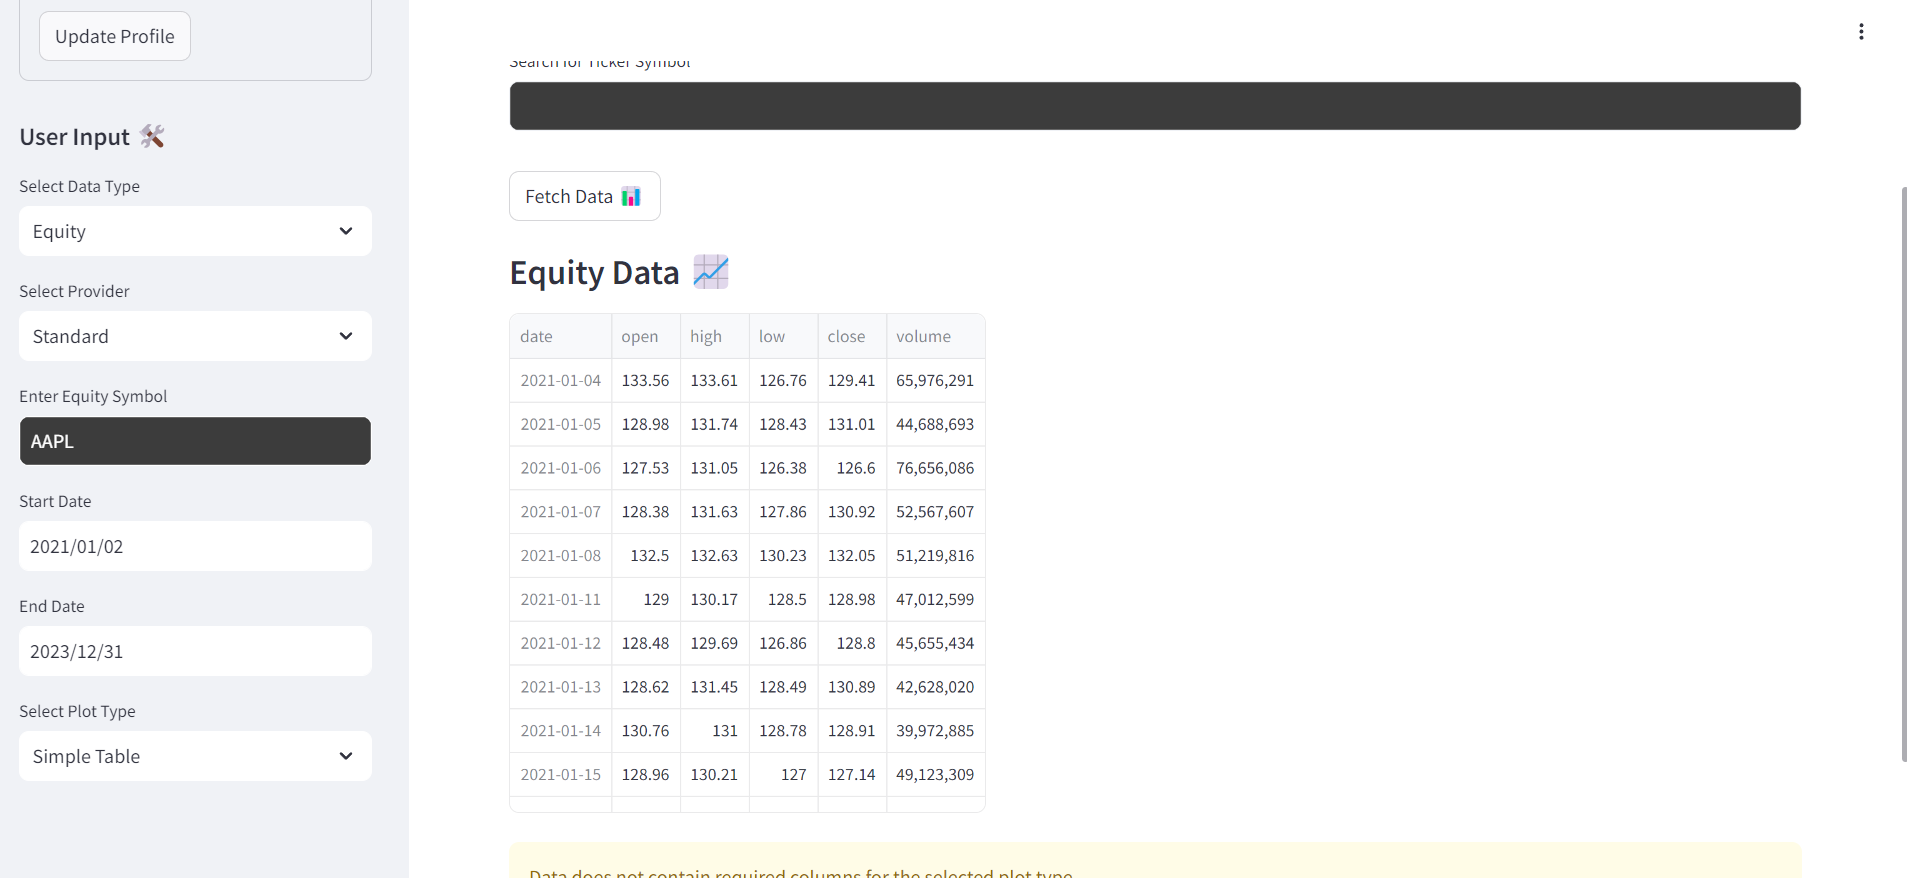 Update Profile
User Input 🛠️
Select Data Type
Equity
Select Provider
Standard
Enter Equity Symbol
AAPL
Start Date
2021/01/02
End Date
2023/12/31
Select Plot Type
Simple Table
Search for Ticker Symbol
Fetch Data 📊
Equity Data 📈
date open high low close volume
2021-01-04 133.56 133.61 126.76 129.41 65,976,291
2021-01-05 128.98 131.74 128.43 131.01 44,688,693
2021-01-06 127.53 131.05 126.38 126.6 76,656,086
2021-01-07 128.38 131.63 127.86 130.92 52,567,607
2021-01-08 132.5 132.63 130.23 132.05 51,219,816
2021-01-11 129 130.17 128.5 128.98 47,012,599
2021-01-12 128.48 129.69 126.86 128.8 45,655,434
2021-01-13 128.62 131.45 128.49 130.89 42,628,020
2021-01-14 130.76 131 128.78 128.91 39,972,885
2021-01-15 128.96 130.21 127 127.14 49,123,309
Data does not contain required columns for the selected plot type